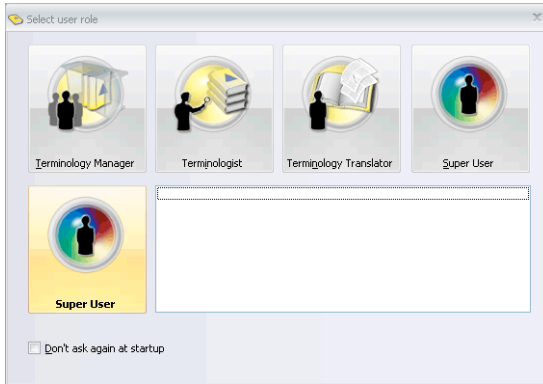 Select user role
Terminology Manager
Terminologist
Terminology Translator
Super User
Super User
Don't ask again at startup